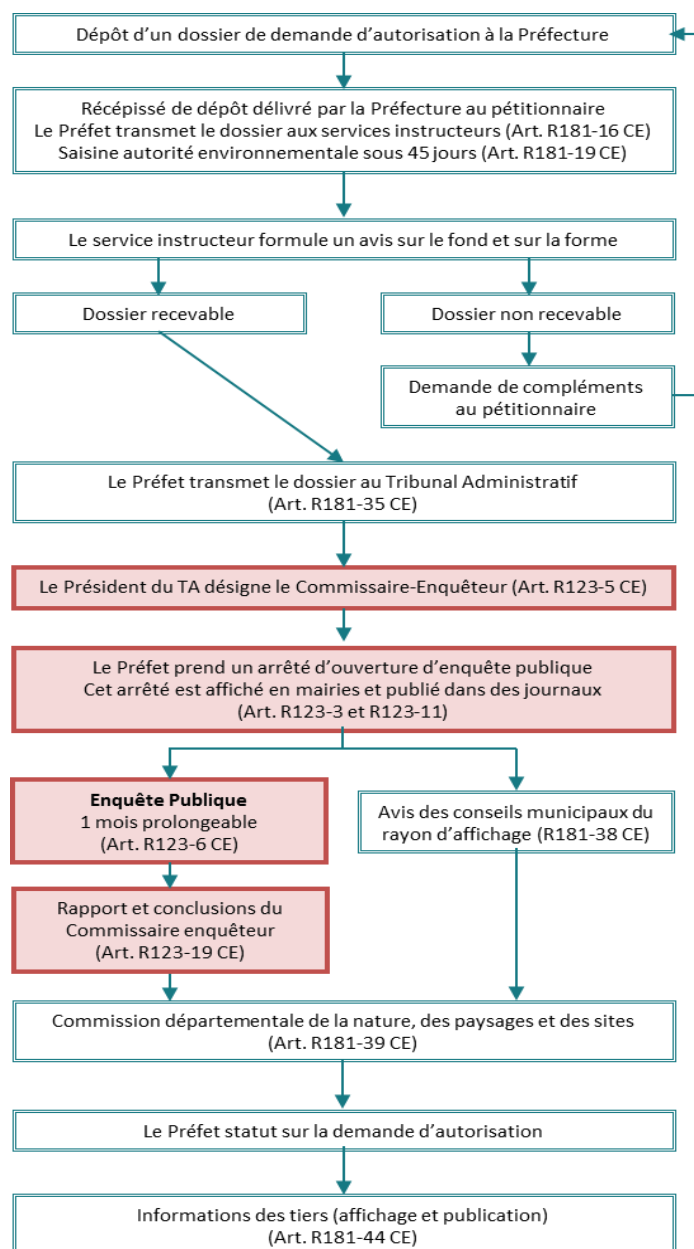 Dépôt d'un dossier de demande d'autorisation à la Préfecture
Récépissé de dépôt délivré par la Préfecture au pétitionnaire
Le Préfet transmet le dossier aux services instructeurs (Art. R181-16 CE)
Saisine autorité environnementale sous 45 jours (Art. R181-19 CE)
Le service instructeur formule un avis sur le fond et sur la forme
Dossier recevable
Dossier non recevable
Demande de compléments
au pétitionnaire
Le Préfet transmet le dossier au Tribunal Administratif
(Art. R181-35 CE)
Le Président du TA désigne le Commissaire-Enquêteur (Art. R123-5 CE)
Le Préfet prend un arrêté d'ouverture d'enquête publique
Cet arrêté est affiché en mairies et publié dans des journaux
(Art. R123-3 et R123-11)
Enquête Publique
1 mois prolongeable
(Art. R123-6 CE)
Avis des conseils municipaux du
rayon d'affichage (R181-38 CE)
Rapport et conclusions du
Commissaire enquêteur
(Art. R123-19 CE)
Commission départementale de la nature, des paysages et des sites
(Art. R181-39 CE)
Le Préfet statut sur la demande d'autorisation
Informations des tiers (affichage et publication)
(Art. R181-44 CE)